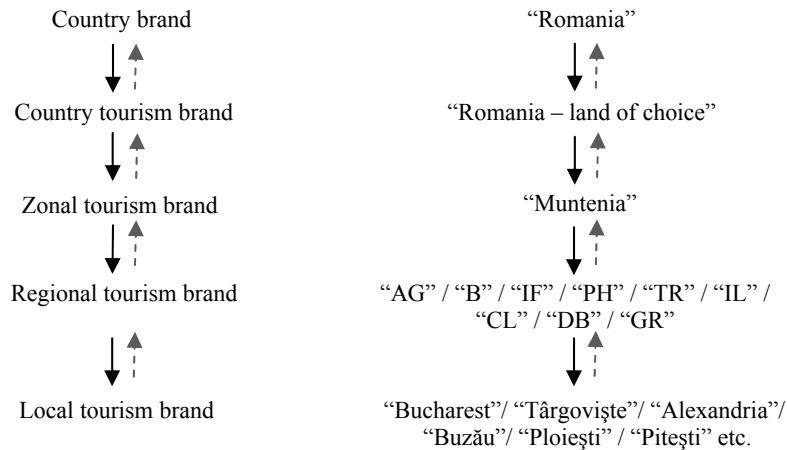 Country brand
“Romania”
Country tourism brand
“Romania – land of choice”
Zonal tourism brand
“Muntenia”
Regional tourism brand
“AG” / “B” / “IF” / “PH” / “TR” / “IL” /
“CL” / “DB” / “GR”
Local tourism brand
“Bucharest”/ “Târgovişte”/ “Alexandria”/
“Buzău”/ “Ploieşti” / “Piteşti” etc.